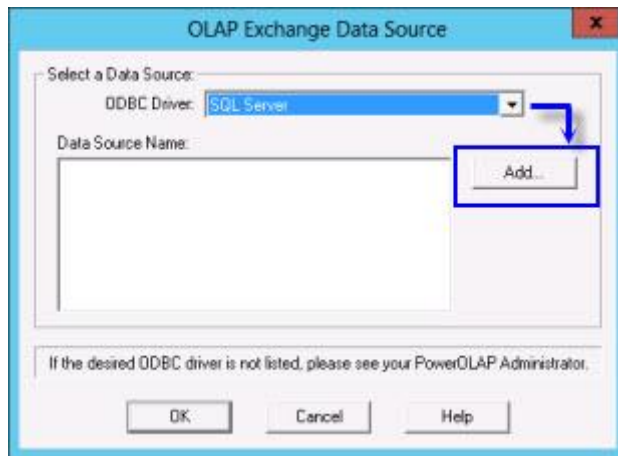 OLAP Exchange Data Source
x
Select a Data Source:
ODBC Driver: SQL Server
Data Source Name:
Add...
If the desired ODBC driver is not listed, please see your PowerOLAP Administrator.
OK Cancel Help